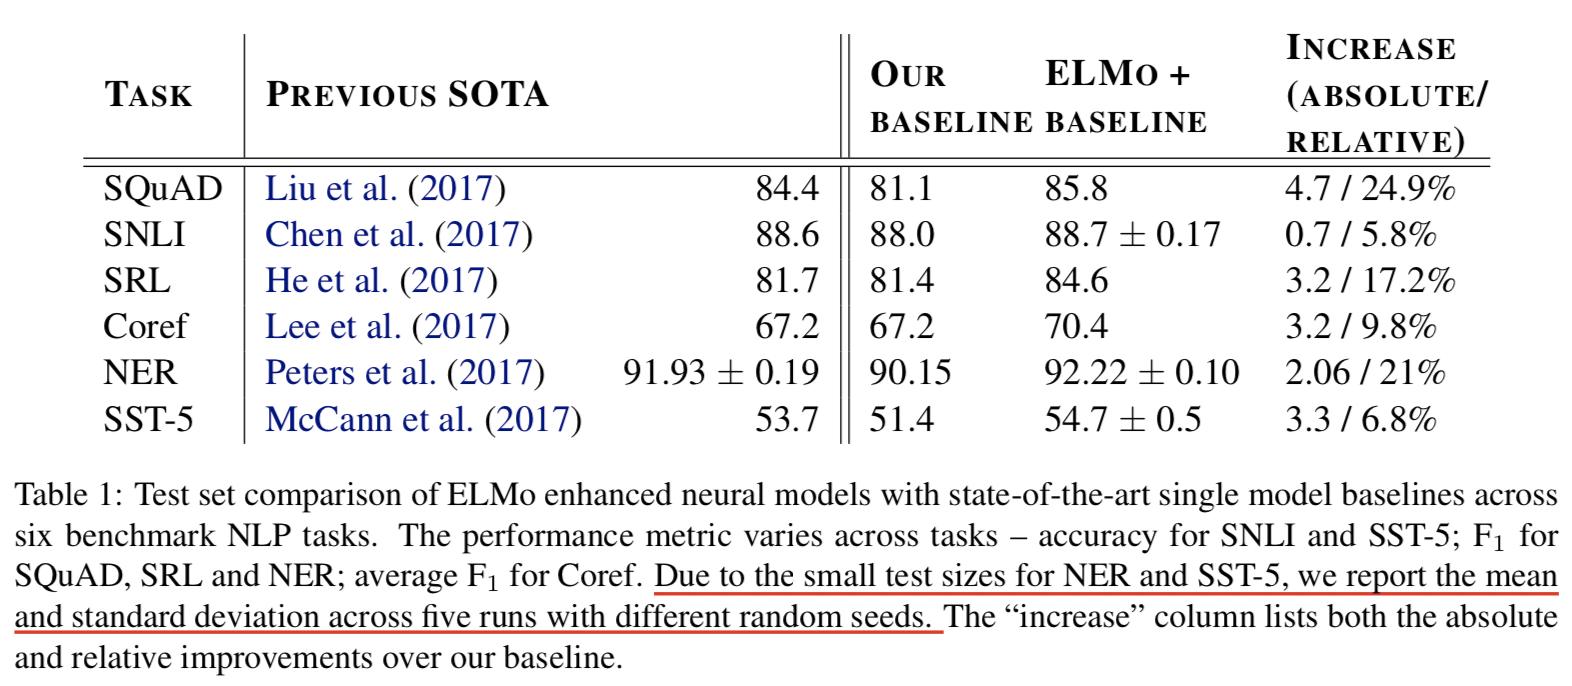 TASK PREVIOUS SOTA OUR BASELINE ELMO + BASELINE INCREASE (ABSOLUTE/ RELATIVE)
SQuAD Liu et al. (2017) 84.4 81.1 85.8 4.7 / 24.9%
SNLI Chen et al. (2017) 88.6 88.0 88.7 ± 0.17 0.7 / 5.8%
SRL He et al. (2017) 81.7 81.4 84.6 3.2 / 17.2%
Coref Lee et al. (2017) 67.2 67.2 70.4 3.2 / 9.8%
NER Peters et al. (2017) 91.93 ± 0.19 90.15 92.22 ± 0.10 2.06 / 21%
SST-5 McCann et al. (2017) 53.7 51.4 54.7 ± 0.5 3.3 / 6.8%
Table 1: Test set comparison of ELMo enhanced neural models with state-of-the-art single model baselines across
six benchmark NLP tasks. The performance metric varies across tasks – accuracy for SNLI and SST-5; F1 for
SQuAD, SRL and NER; average F1 for Coref. Due to the small test sizes for NER and SST-5, we report the mean
and standard deviation across five runs with different random seeds. The “increase” column lists both the absolute
and relative improvements over our baseline.